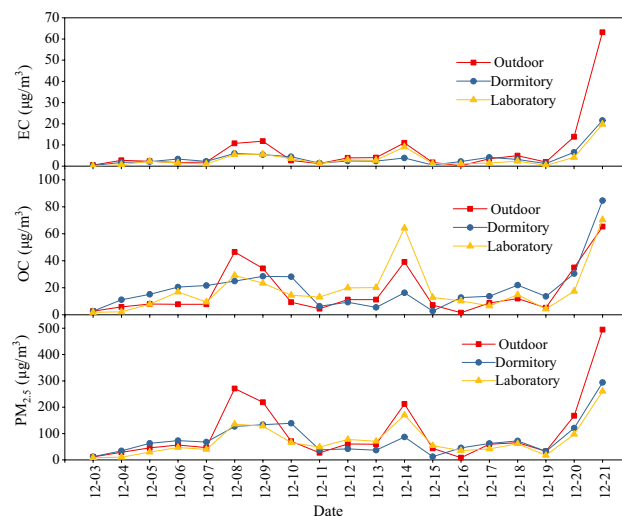 70
60
50
40
30
20
10
0
EC (μg/m³)
Outdoor
Dormitory
Laboratory
100
80
60
40
20
0
OC (μg/m³)
Outdoor
Dormitory
Laboratory
500
400
300
200
100
0
PM₂.₅ (μg/m³)
Outdoor
Dormitory
Laboratory
12-03 12-04 12-05 12-06 12-07 12-08 12-09 12-10 12-11 12-12 12-13 12-14 12-15 12-16 12-17 12-18 12-19 12-20 12-21
Date